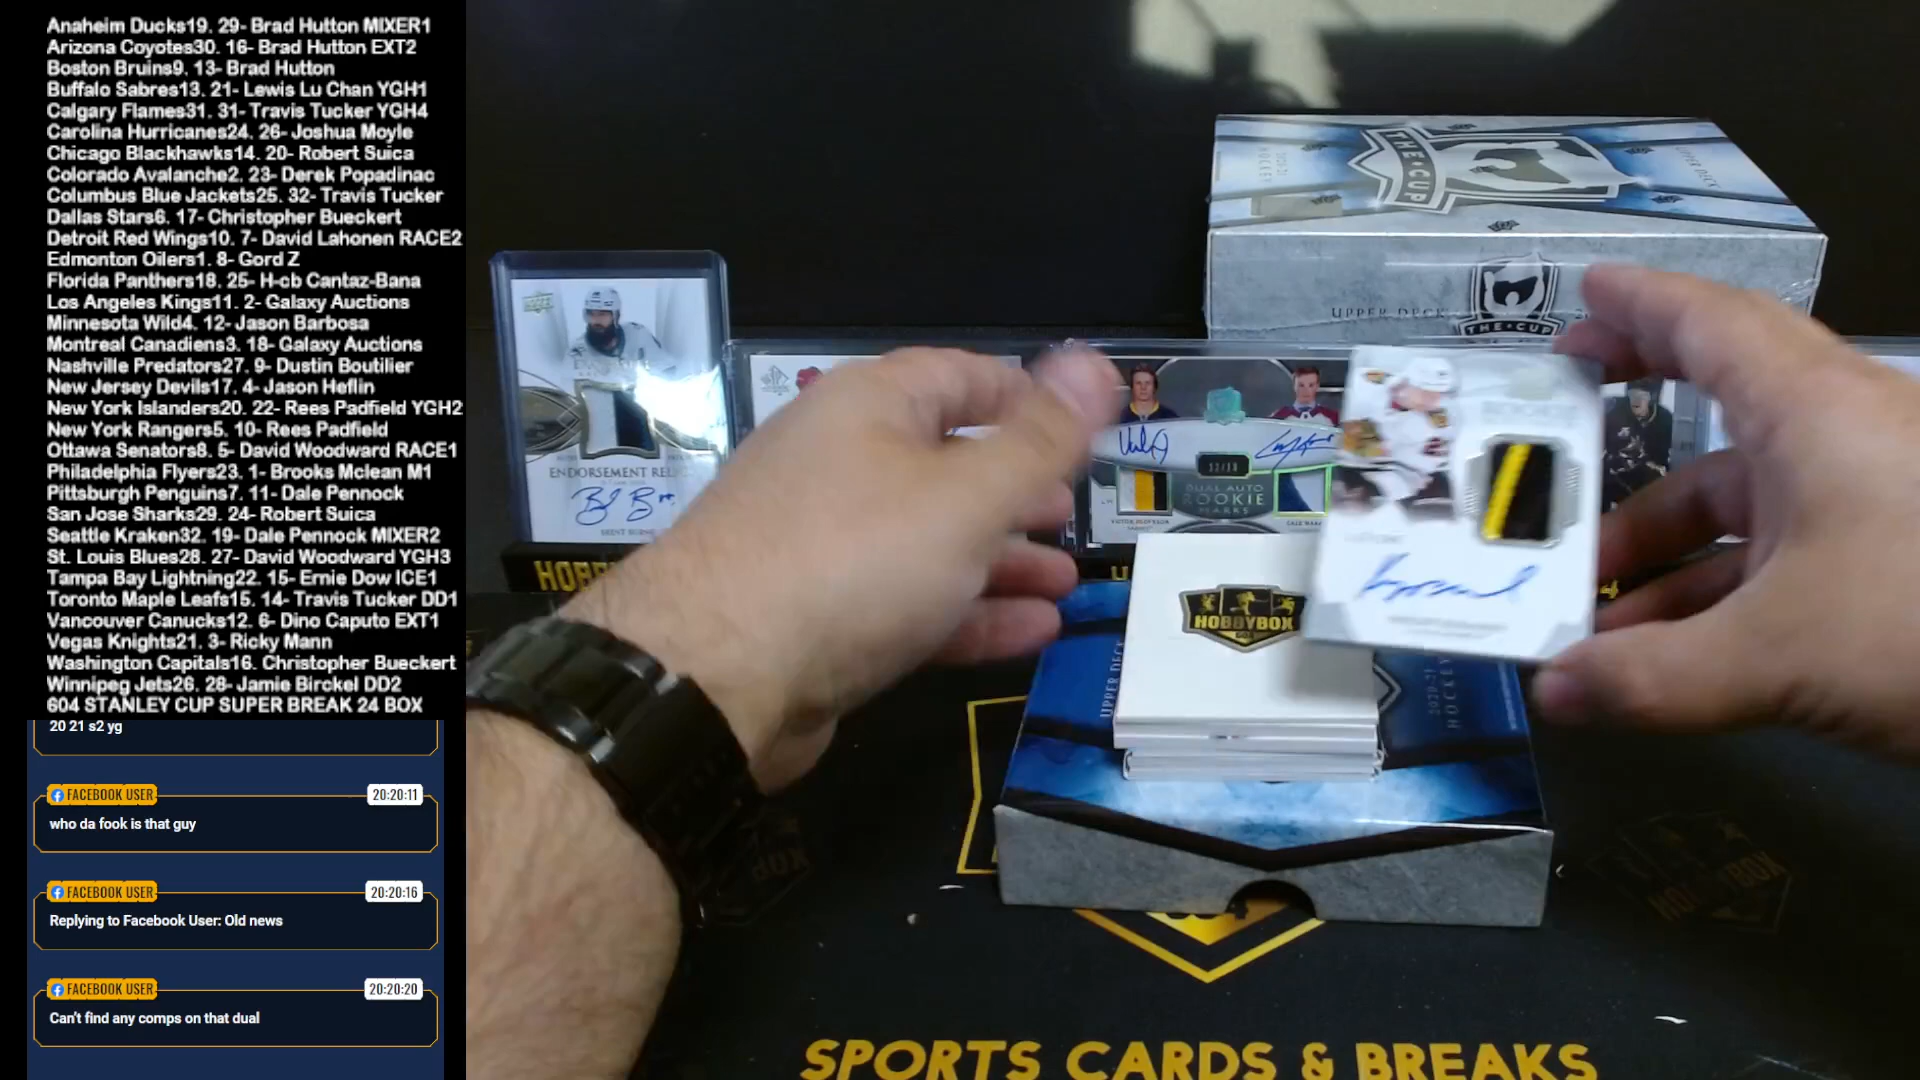 Anaheim Ducks19. 29- Brad Hutton MIXER1
Arizona Coyotes30. 16- Brad Hutton EXT2
Boston Bruins9. 13- Brad Hutton
Buffalo Sabres13. 21- Lewis Lu Chan YGH1
Calgary Flames31. 31- Travis Tucker YGH4
Carolina Hurricanes24. 26- Joshua Moyle
Chicago Blackhawks14. 20- Robert Suica
Colorado Avalanche2. 23- Derek Popadinac
Columbus Blue Jackets25. 32- Travis Tucker
Dallas Stars6. 17- Christopher Bueckert
Detroit Red Wings10. 7- David Lahonen RACE2
Edmonton Oilers1. 8- Gord Z
Florida Panthers18. 25- H-cb Cantaz-Bana
Los Angeles Kings11. 2- Galaxy Auctions
Minnesota Wild4. 12- Jason Barbosa
Montreal Canadiens3. 18- Galaxy Auctions
Nashville Predators27. 9- Dustin Boutilier
New Jersey Devils17. 4- Jason Heflin
New York Islanders20. 22- Rees Padfield YGH2
New York Rangers5. 10- Rees Padfield
Ottawa Senators8. 5- David Woodward RACE1
Philadelphia Flyers23. 1- Brooks Mclean M1
Pittsburgh Penguins7. 11- Dale Pennock
San Jose Sharks29. 24- Robert Suica
Seattle Kraken32. 19- Dale Pennock MIXER2
St. Louis Blues28. 27- David Woodward YGH3
Tampa Bay Lightning22. 15- Ernie Dow ICE1
Toronto Maple Leafs15. 14- Travis Tucker DD1
Vancouver Canucks12. 6- Dino Caputo EXT1
Vegas Knights21. 3- Ricky Mann
Washington Capitals16. Christopher Bueckert
Winnipeg Jets26. 28- Jamie Birckel DD2
604 STANLEY CUP SUPER BREAK 24 BOX
20 21 s2 yg
FACEBOOK USER 20:20:11
who da fook is that guy
FACEBOOK USER 20:20:16
Replying to Facebook User: Old news
FACEBOOK USER 20:20:20
Can't find any comps on that dual
THE CUP
UPPER DECK
THE CUP
ENDORSEMENT
DUAL AUTO
ROOKIE
MARKS
HOBBYBOX
UPPER DECK
HOCKEY
SPORTS CARDS & BREAKS